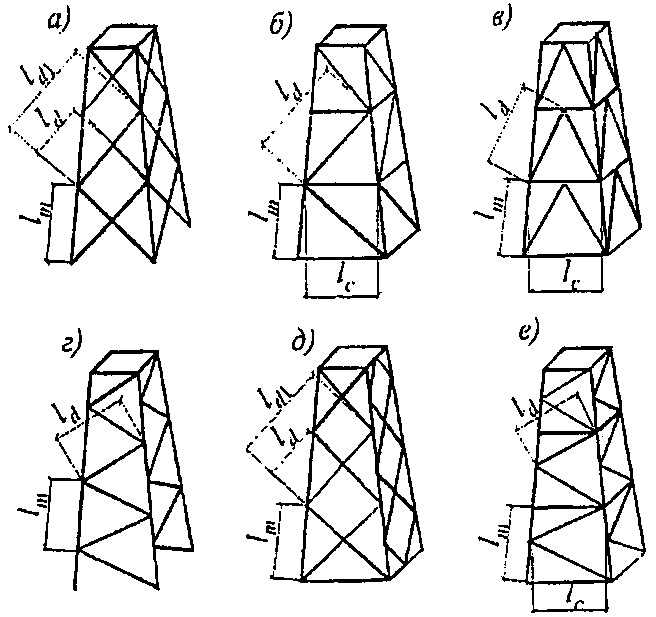 а) б) в)
l_d1 l_d l_d
l_d
l_m l_m l_m
l_c l_c
г) д) е)
l_d l_d1 l_d
l_d
l_m l_m l_m
l_c